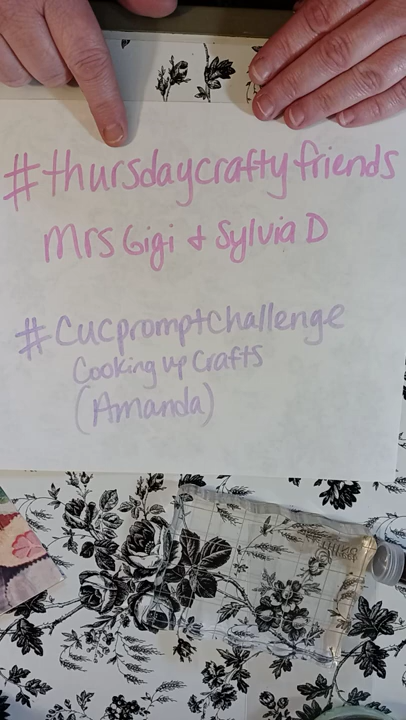 #thursdaycraftyfriends
Mrs Gigi & Sylvia D
#Cucpromptchallenge
Cooking up Crafts
(Amanda)